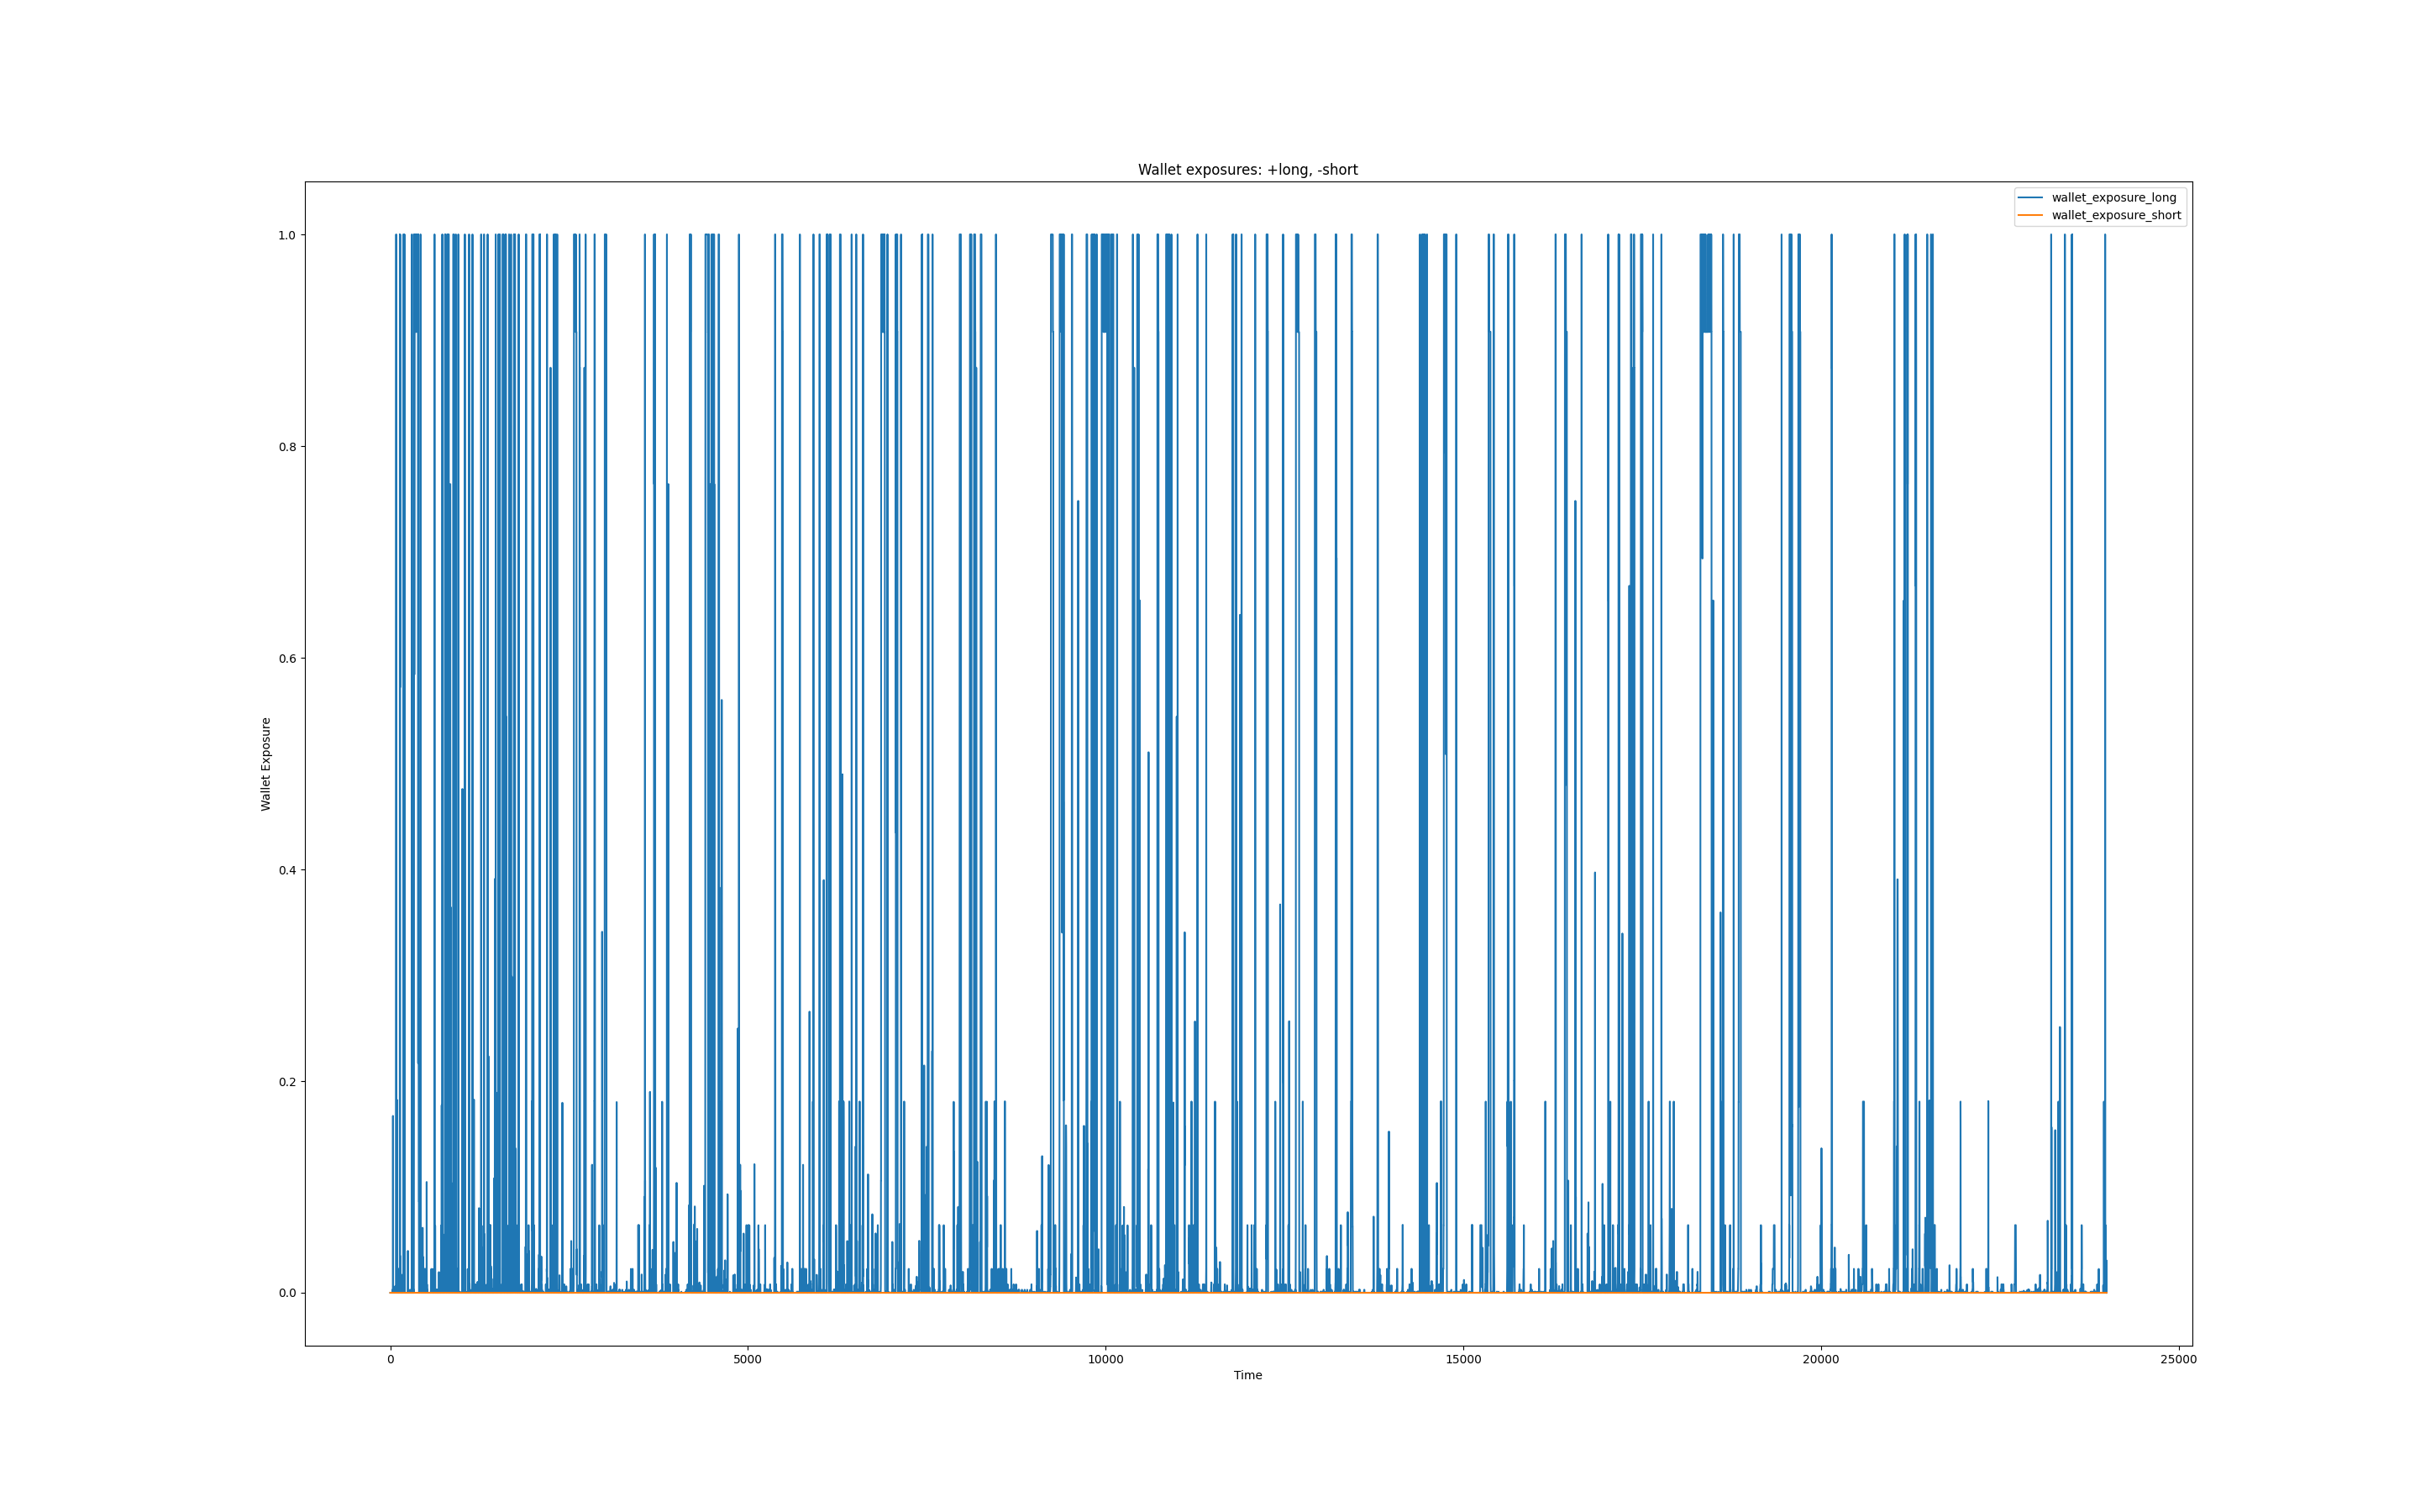 Wallet exposures: +long, -short
wallet_exposure_long
wallet_exposure_short
1.0
0.8
0.6
0.4
0.2
0.0
Wallet Exposure
0 5000 10000 15000 20000 25000
Time